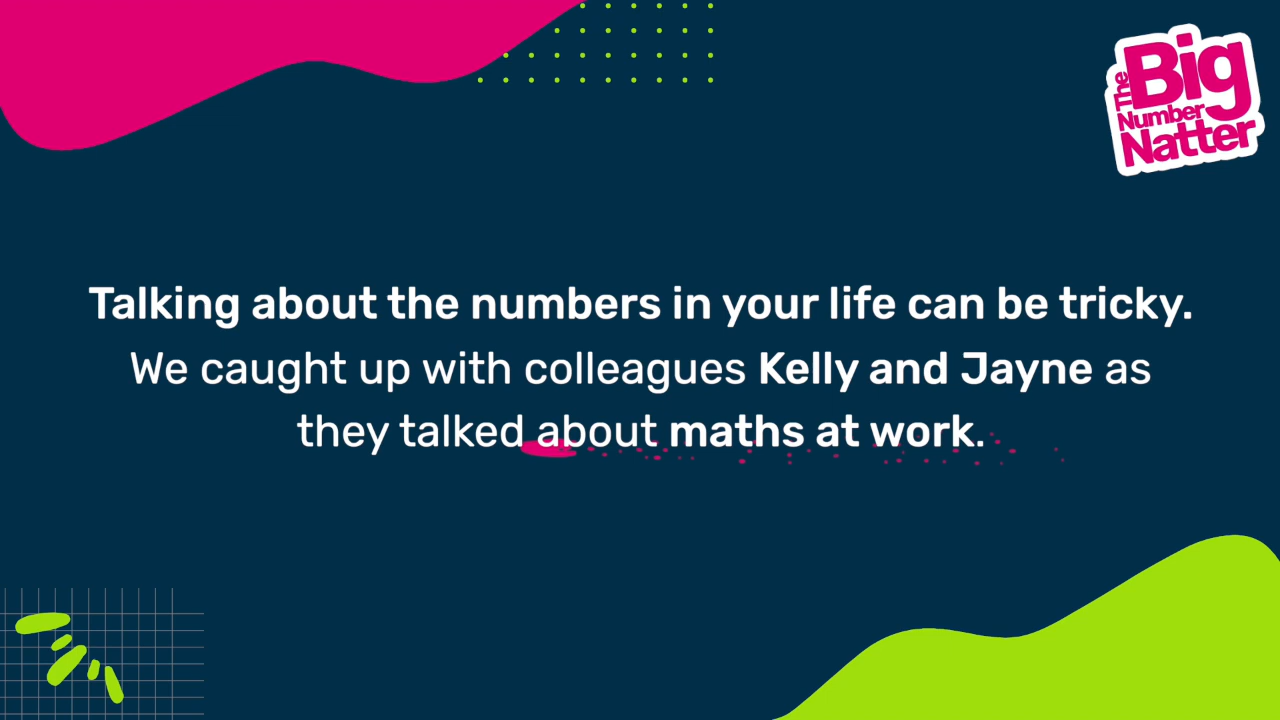 The Big
Number
Natter
Talking about the numbers in your life can be tricky.
We caught up with colleagues Kelly and Jayne as
they talked about maths at work.